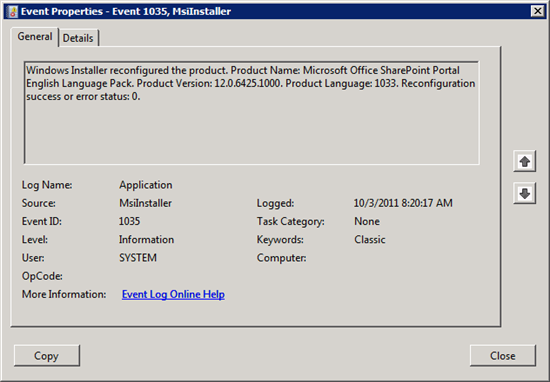 Event Properties - Event 1035, MsiInstaller
General Details
Windows Installer reconfigured the product. Product Name: Microsoft Office SharePoint Portal
English Language Pack. Product Version: 12.0.6425.1000. Product Language: 1033. Reconfiguration
success or error status: 0.
Log Name: Application
Source: MsiInstaller Logged: 10/3/2011 8:20:17 AM
Event ID: 1035 Task Category: None
Level: Information Keywords: Classic
User: SYSTEM Computer:
OpCode:
More Information: Event Log Online Help
Copy Close